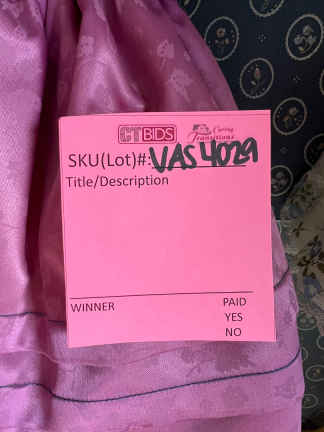 CTBIDS Caring Transitions
SKU(Lot)#: VAS4029
Title/Description
WINNER PAID
YES
NO